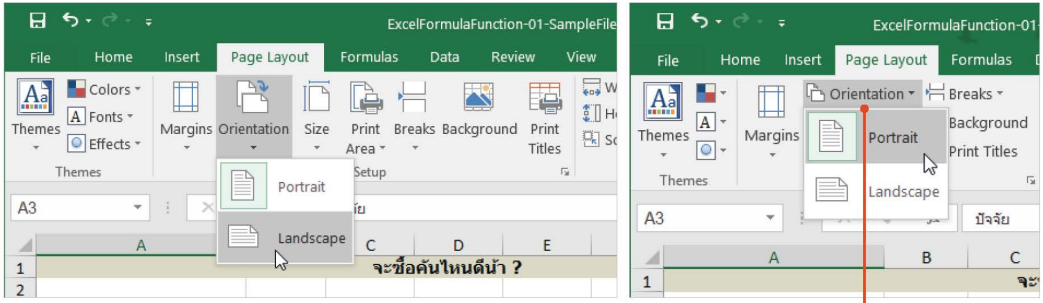 ExcelFormulaFunction-01-SampleFile
File Home Insert Page Layout Formulas Data Review View
Colors
Fonts
Effects
Themes
Themes
Margins Orientation Size Print Area Breaks Background Print Titles
Setup
Portrait
Landscape
A3
A C D E
1 จะซื้อคันไหนดีน้า ?
2
ExcelFormulaFunction-01
File Home Insert Page Layout Formulas
Orientation Breaks
Background
Print Titles
Themes Margins
Themes
Portrait
Landscape
A3 ปัจจัย
A B C
1